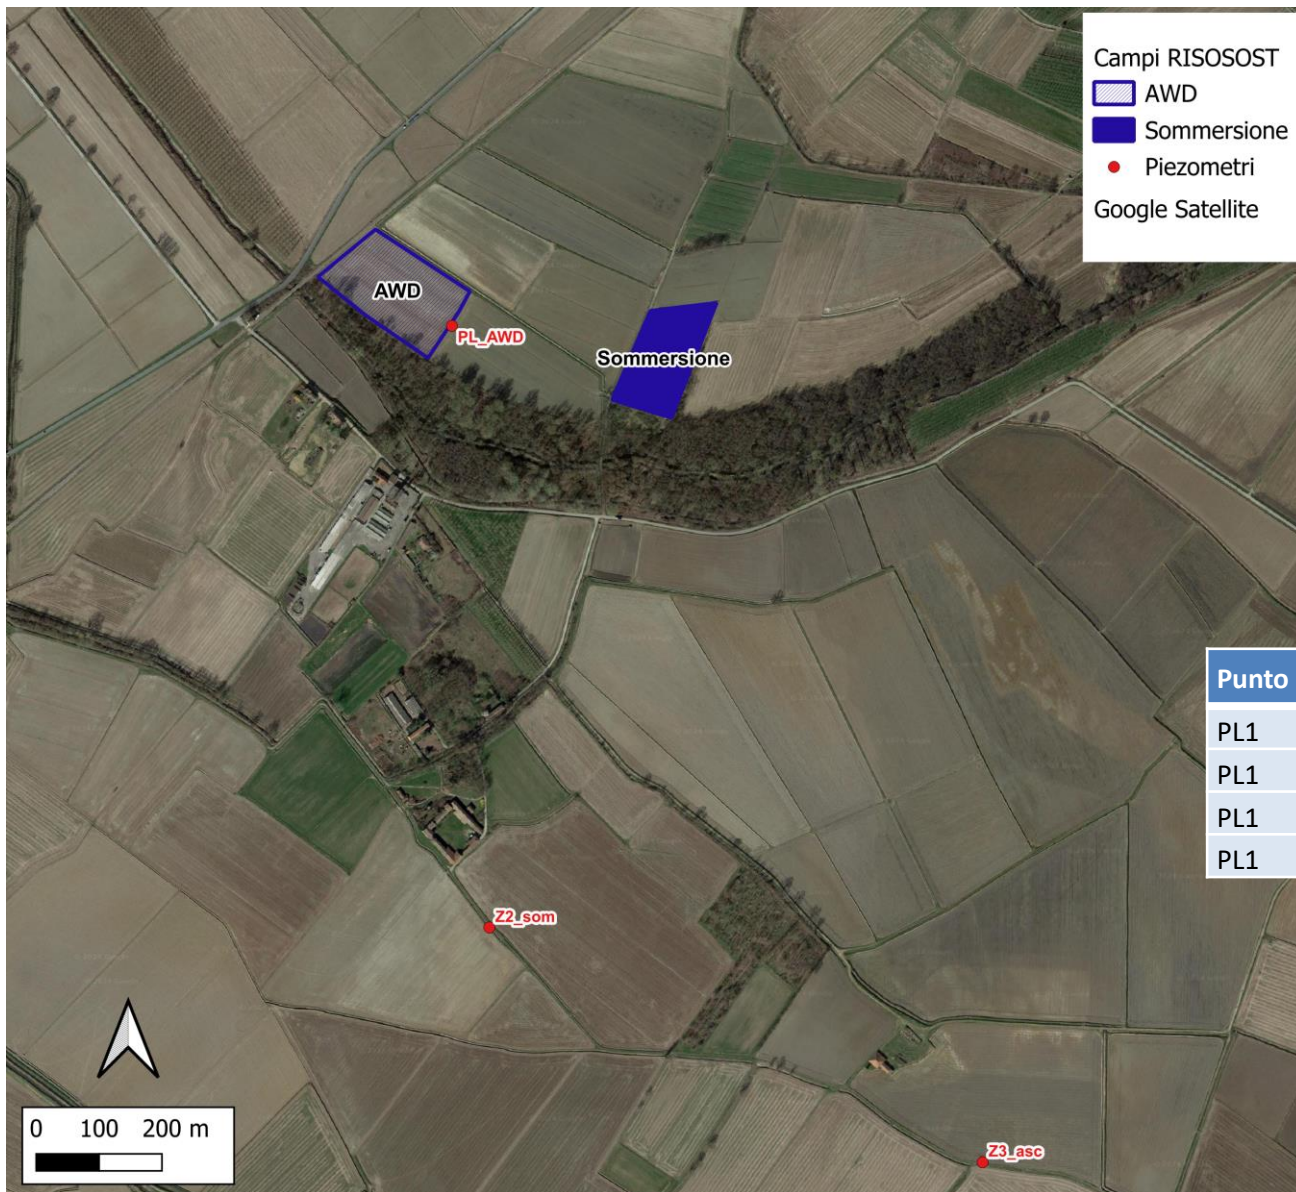 Campi RISOSOST
AWD
Sommersione
Piezometri
Google Satellite
AWD
PL_AWD
Sommersione
Punto
PL1
PL1
PL1
PL1
Z2_som
Z3_asc
0 100 200 m